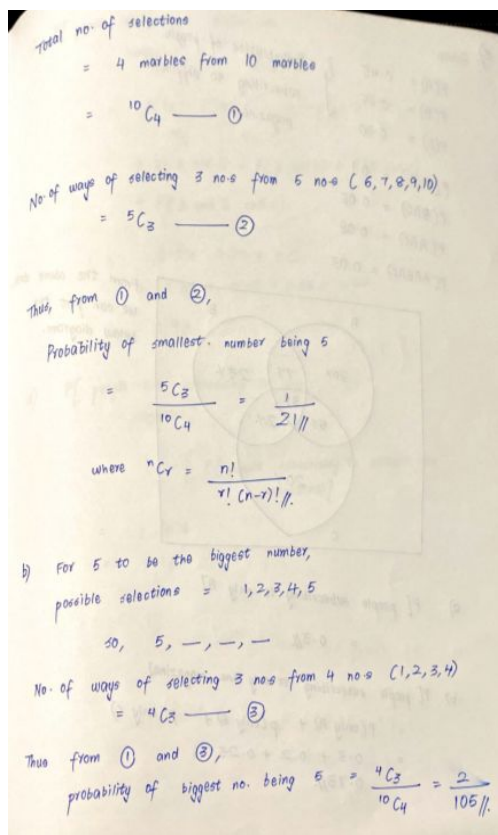 Total no. of selections
= 4 marbles from 10 marbles
= ¹⁰C₄ —— ①
No. of ways of selecting 3 no.s from 5 no.s (6,7,8,9,10)
= ⁵C₃ —— ②
Thus, from ① and ②,
Probability of smallest number being 5
= ⁵C₃ / ¹⁰C₄ = 1/21 //
where ⁿCr = n! / r! (n-r)! //.
b) For 5 to be the biggest number,
possible selections = 1,2,3,4,5
so, 5, —, —, —
No. of ways of selecting 3 no.s from 4 no.s (1,2,3,4)
= ⁴C₃ —— ③
Thus from ① and ③,
probability of biggest no. being 5 = ⁴C₃ / ¹⁰C₄ = 2/105 //.